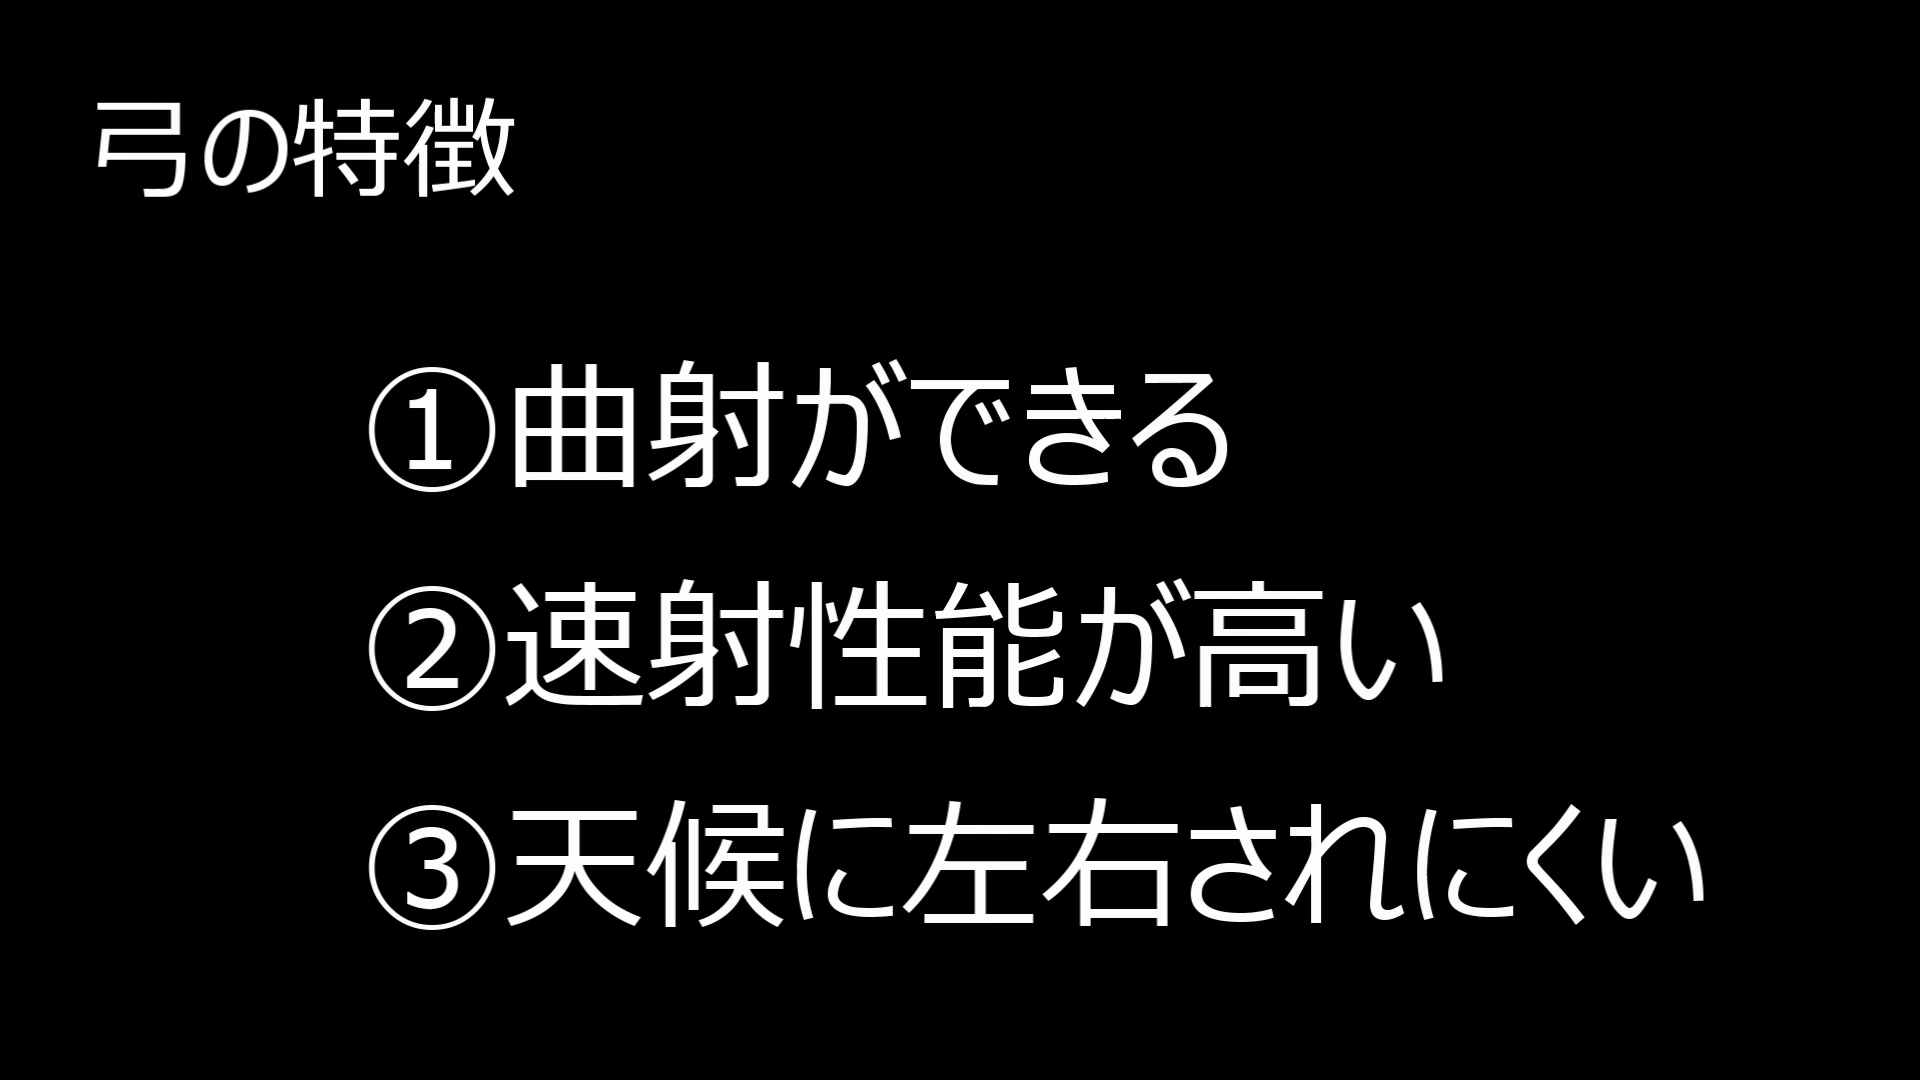 弓の特徴
①曲射ができる
②速射性能が高い
③天候に左右されにくい